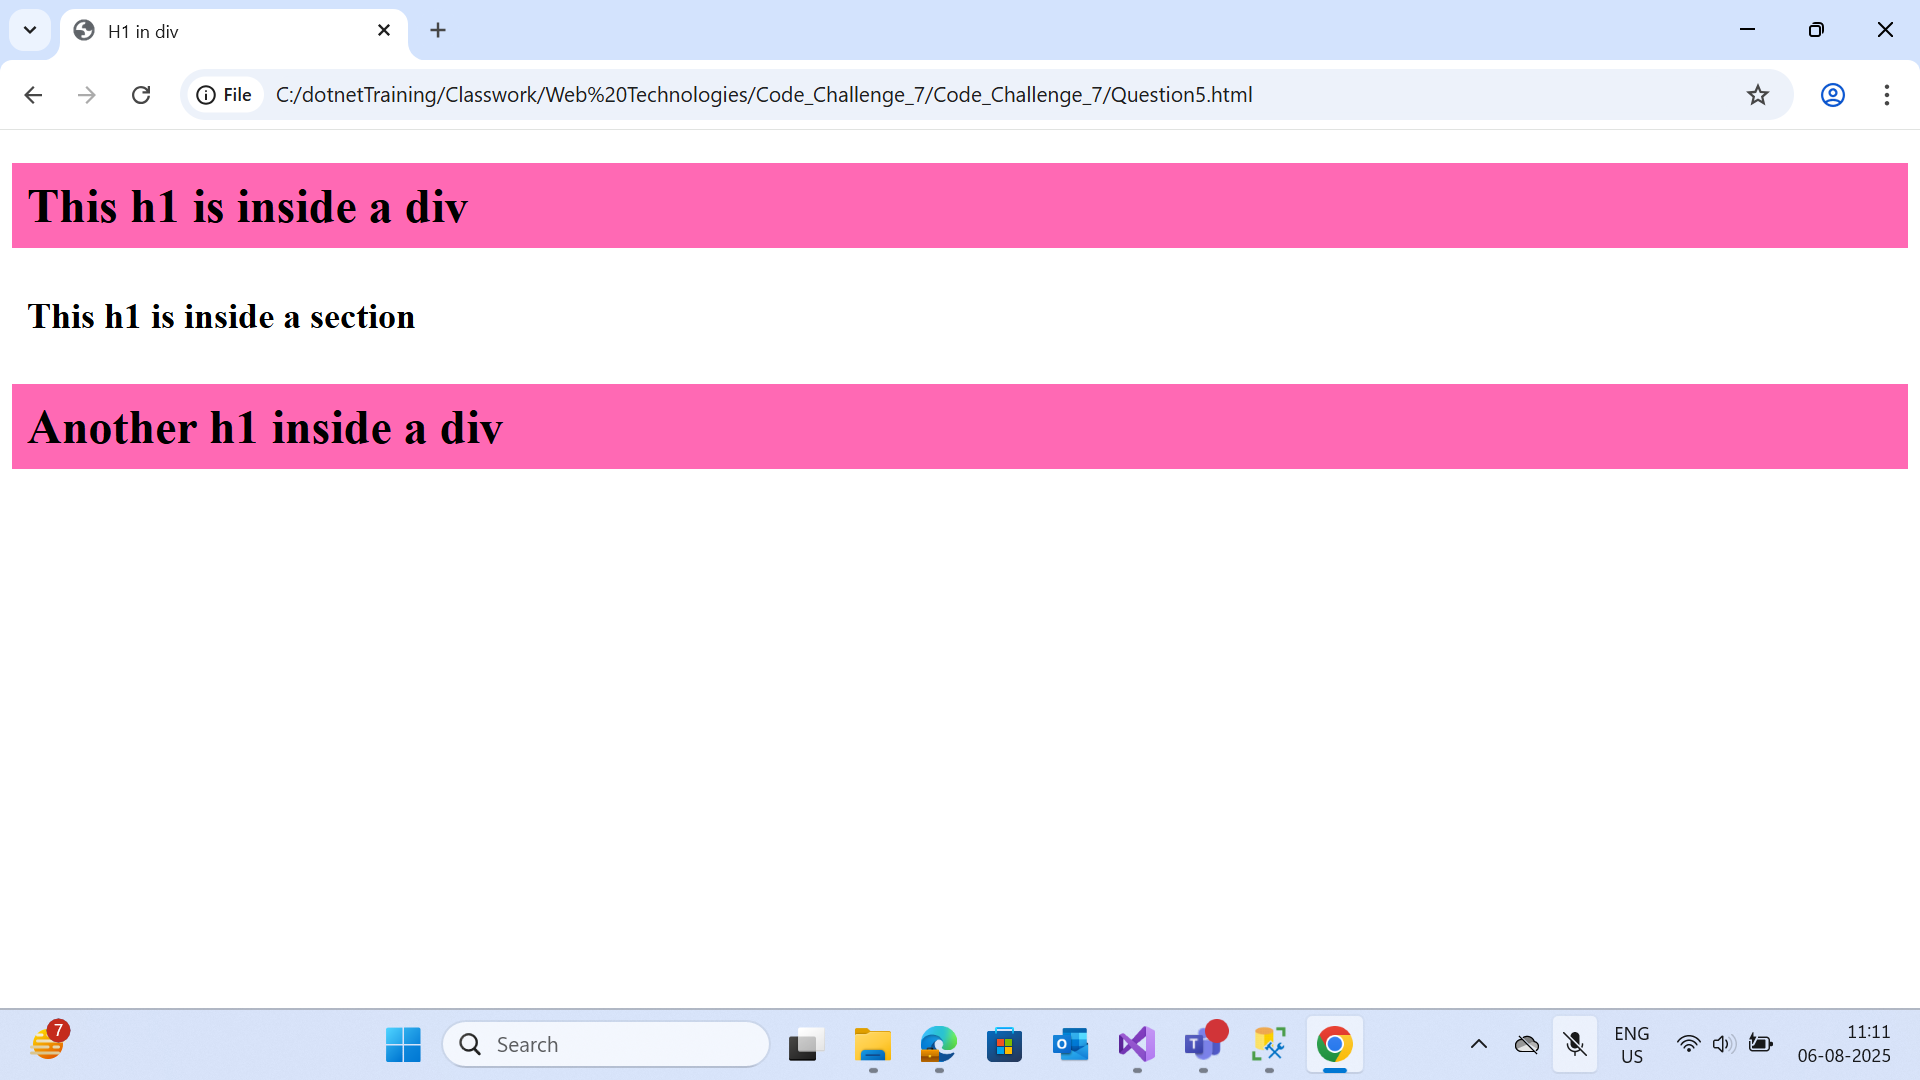 H1 in div
File
C:/dotnetTraining/Classwork/Web%20Technologies/Code_Challenge_7/Code_Challenge_7/Question5.html
This h1 is inside a div
This h1 is inside a section
Another h1 inside a div
7
Search
ENG
US
11:11
06-08-2025